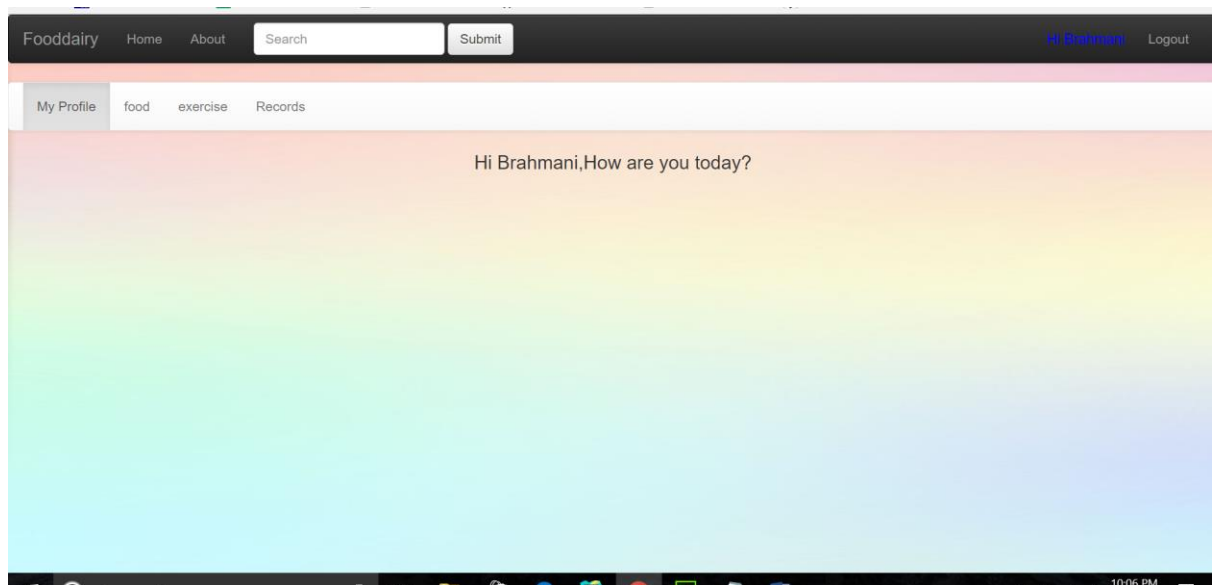 Fooddairy Home About Search Submit Hi Brahmani Logout
My Profile food exercise Records
Hi Brahmani,How are you today?
10:06 PM